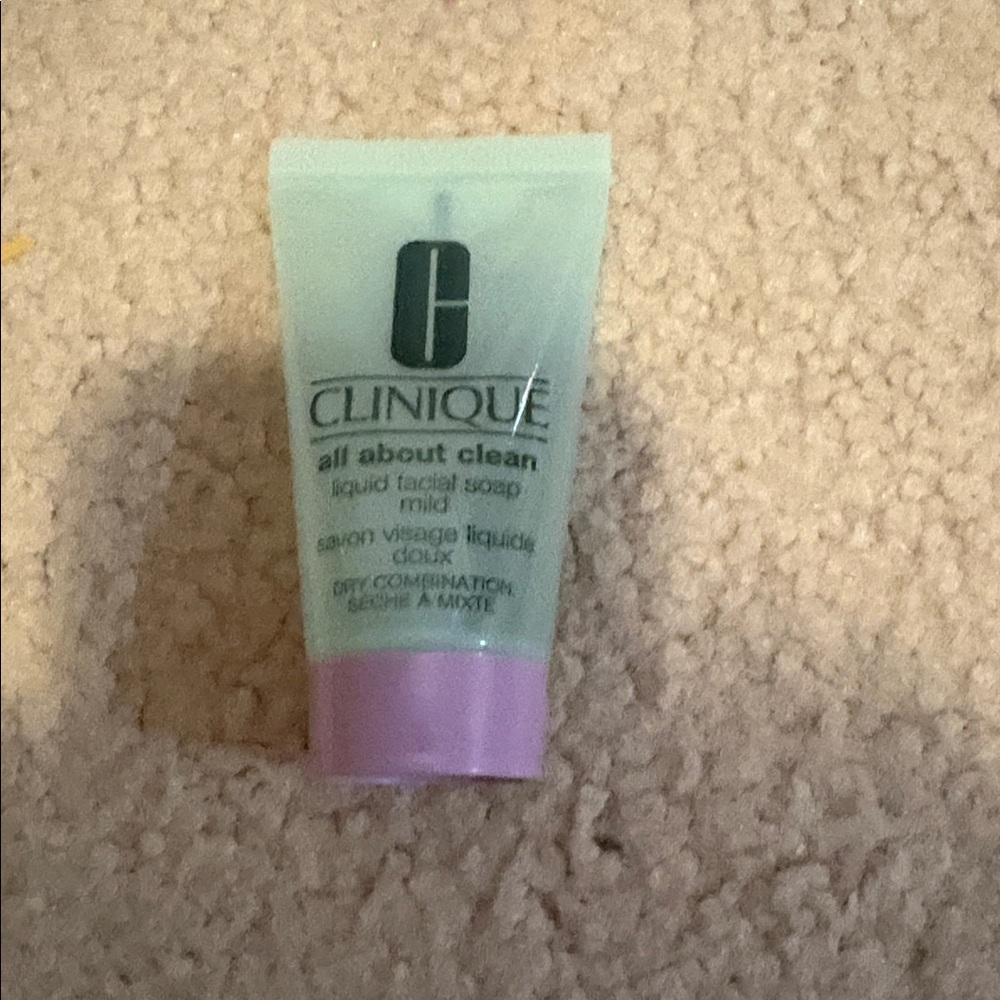 CLINIQUE
all about clean
liquid facial soap
mild
savon visage liquide
doux
DRY COMBINATION
SÈCHE À MIXTE